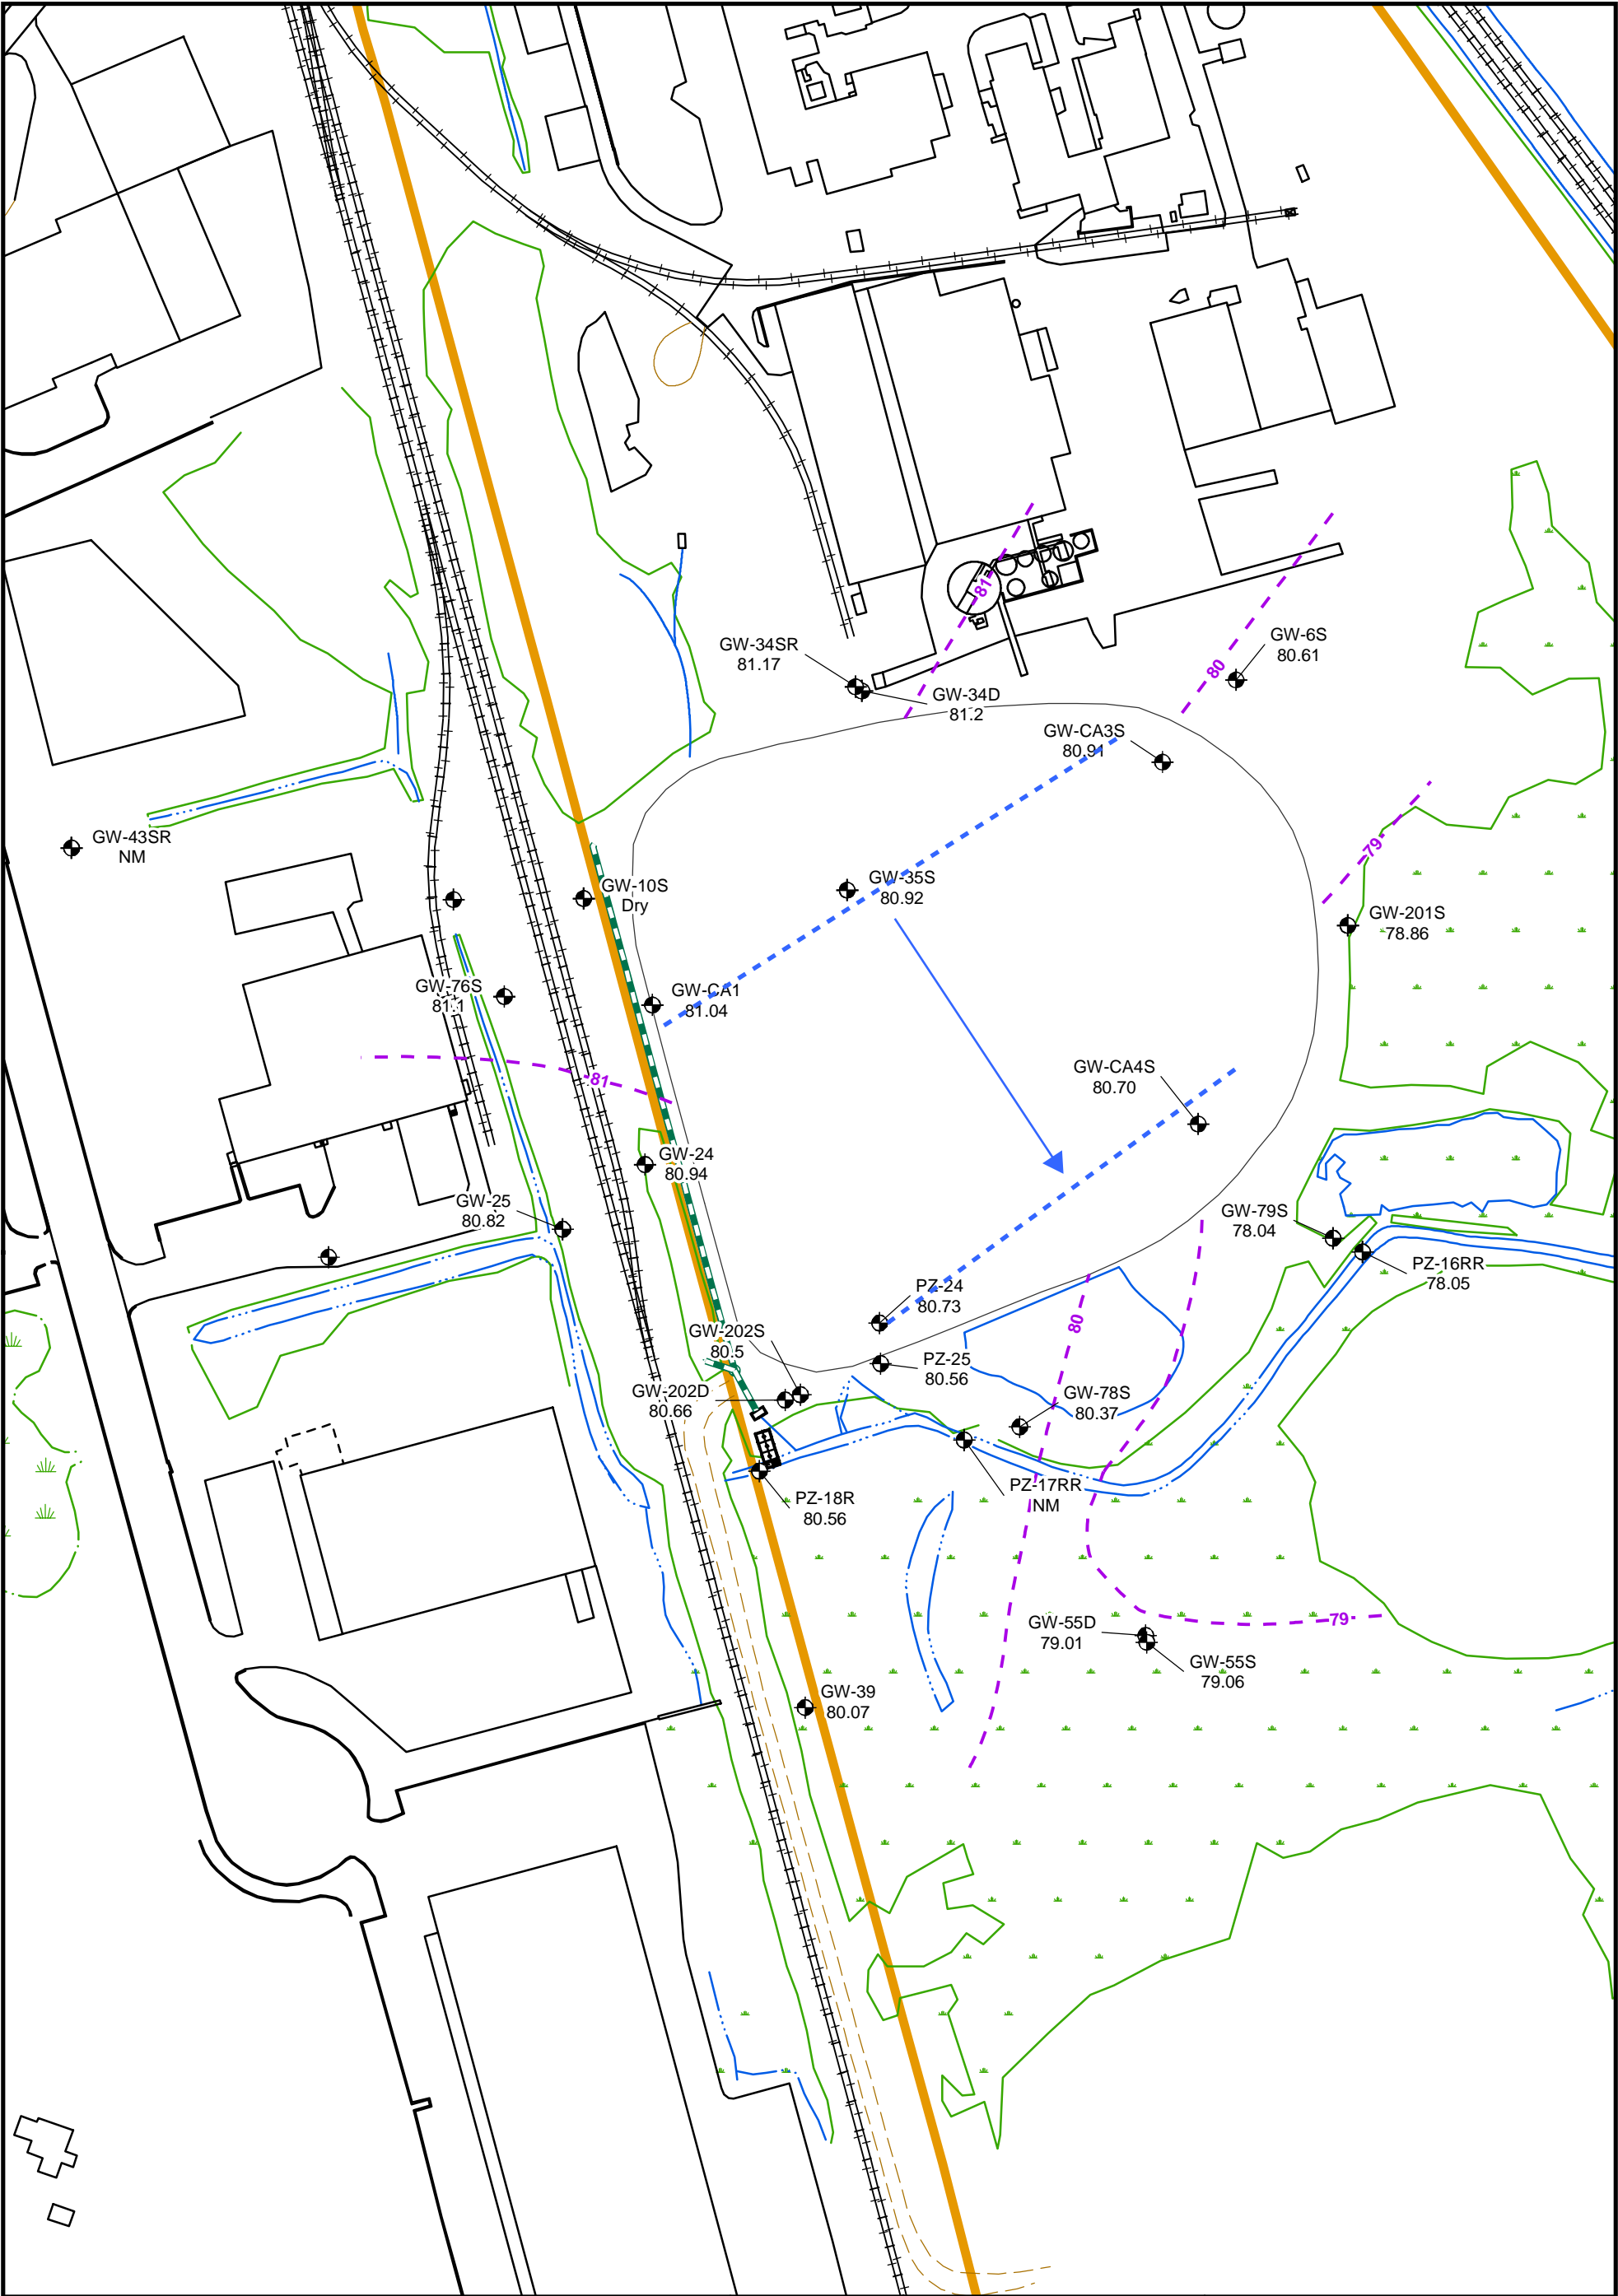 81
GW-34SR
81.17
GW-6S
80.61
80
GW-34D
81.2
GW-CA3S
80.91
GW-43SR
NM
79
GW-10S
Dry
GW-35S
80.92
GW-201S
78.86
GW-76S
81.1
GW-CA1
81.04
81
GW-CA4S
80.70
GW-24
80.94
GW-25
80.82
GW-79S
78.04
PZ-16RR
78.05
PZ-24
80.73
80
GW-202S
80.5
PZ-25
80.56
GW-202D
80.66
GW-78S
80.37
PZ-18R
80.56
PZ-17RR
NM
79
GW-55D
79.01
GW-55S
79.06
GW-39
80.07